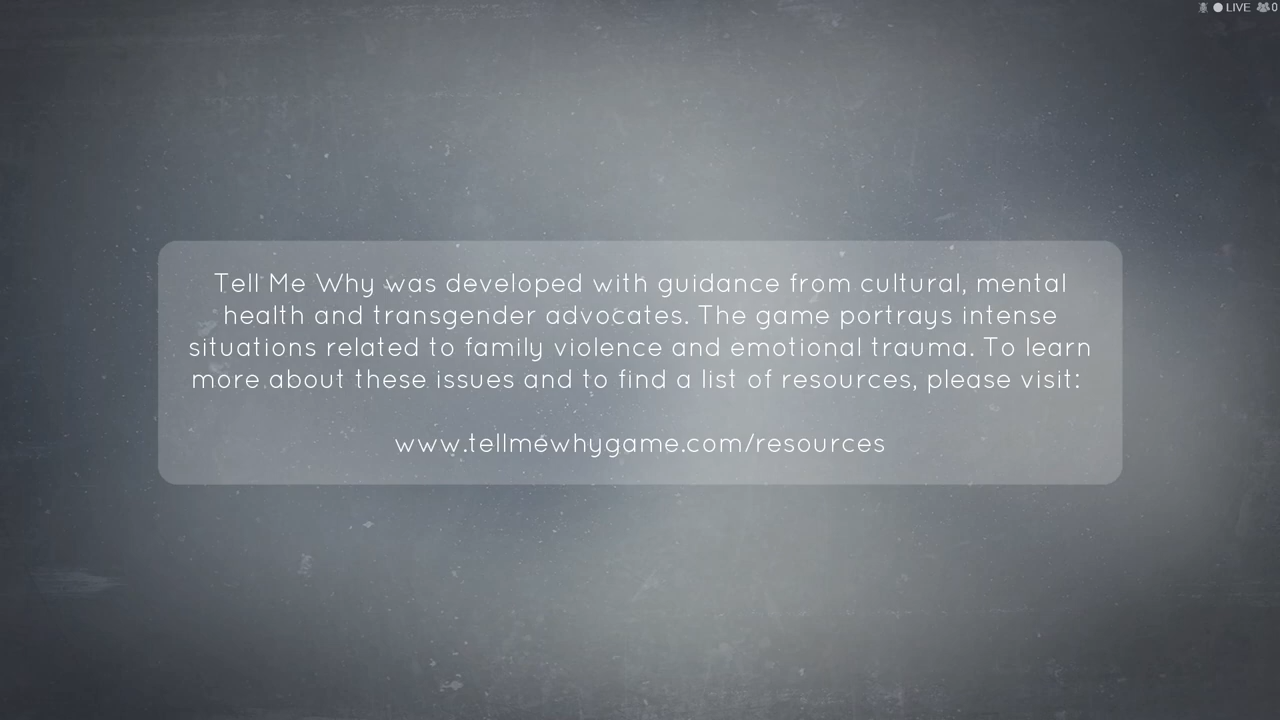 LIVE 0
Tell Me Why was developed with guidance from cultural, mental
health and transgender advocates. The game portrays intense
situations related to family violence and emotional trauma. To learn
more about these issues and to find a list of resources, please visit:
www.tellmewhygame.com/resources